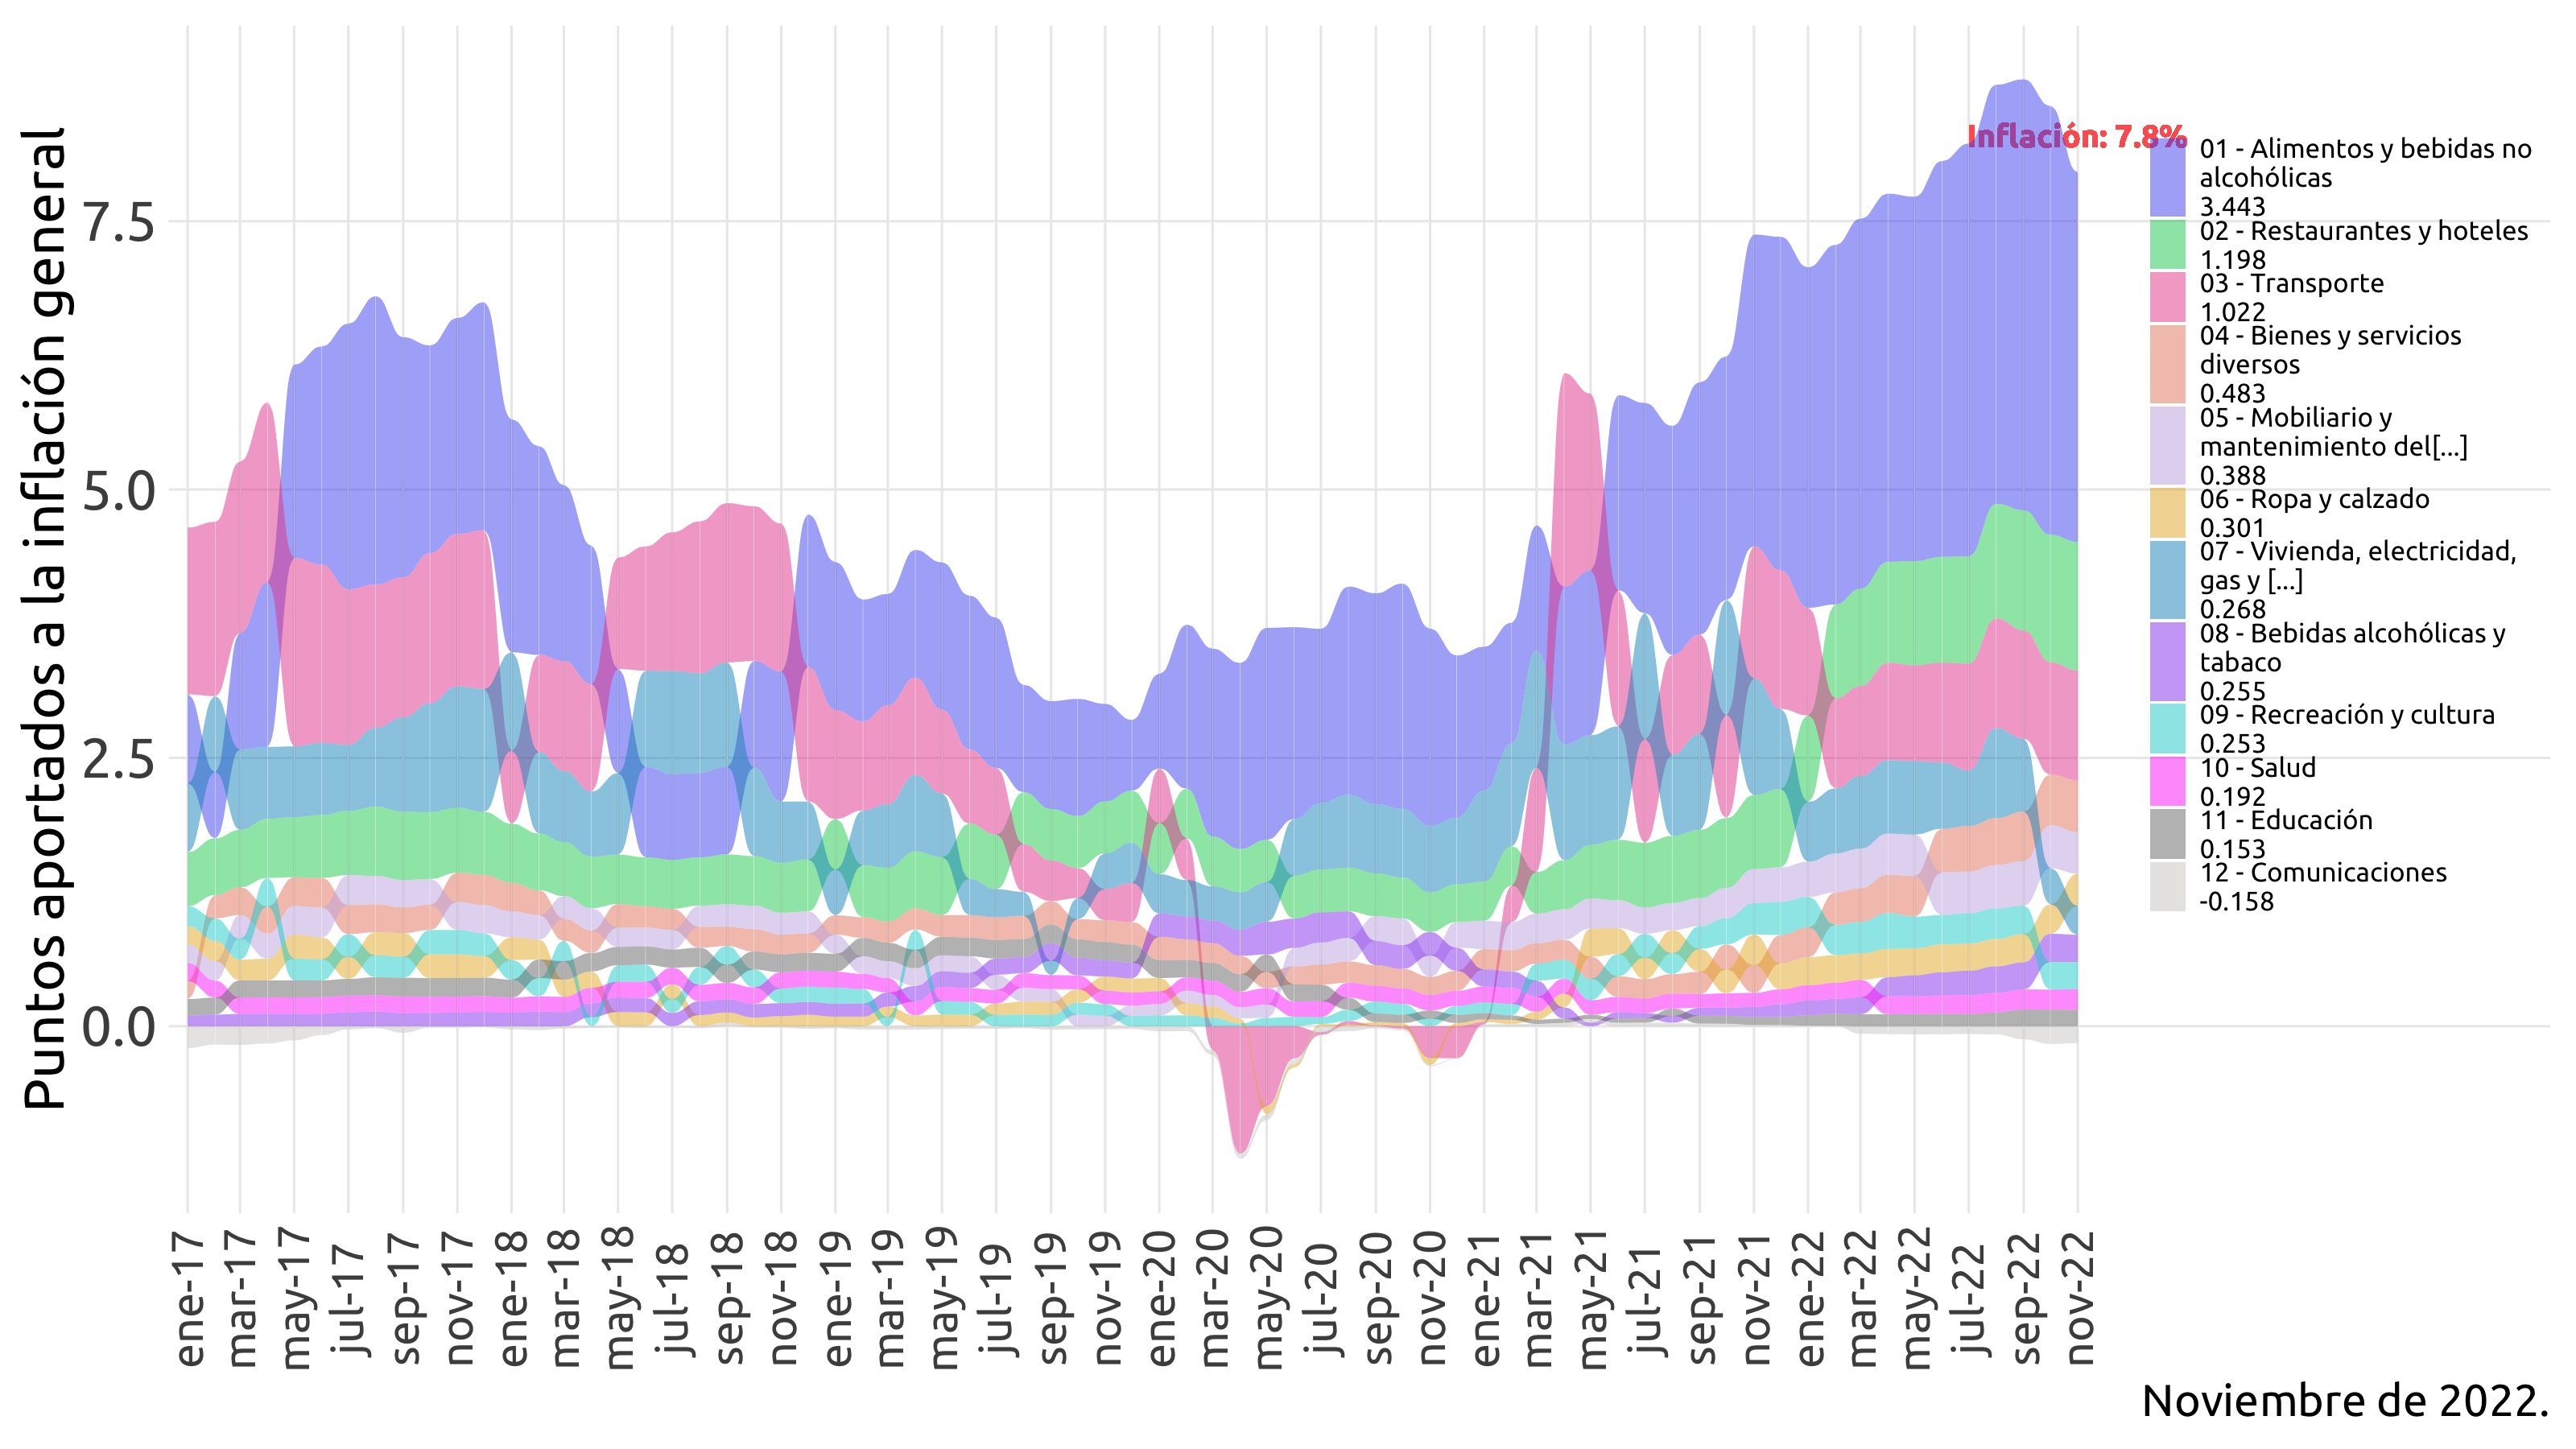 Puntos aportados a la inflación general
7.5
5.0
2.5
0.0
Inflación: 7.8%
01 - Alimentos y bebidas no
alcohólicas
3.443
02 - Restaurantes y hoteles
1.198
03 - Transporte
1.022
04 - Bienes y servicios
diversos
0.483
05 - Mobiliario y
mantenimiento del[...]
0.388
06 - Ropa y calzado
0.301
07 - Vivienda, electricidad,
gas y [...]
0.268
08 - Bebidas alcohólicas y
tabaco
0.255
09 - Recreación y cultura
0.253
10 - Salud
0.192
11 - Educación
0.153
12 - Comunicaciones
-0.158
ene-17
mar-17
may-17
jul-17
sep-17
nov-17
ene-18
mar-18
may-18
jul-18
sep-18
nov-18
ene-19
mar-19
may-19
jul-19
sep-19
nov-19
ene-20
mar-20
may-20
jul-20
sep-20
nov-20
ene-21
mar-21
may-21
jul-21
sep-21
nov-21
ene-22
mar-22
may-22
jul-22
sep-22
nov-22
Noviembre de 2022.